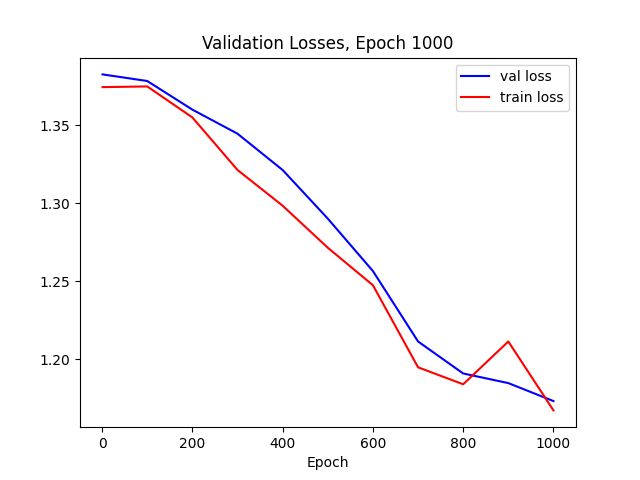 Validation Losses, Epoch 1000
val loss
train loss
1.35
1.30
1.25
1.20
0 200 400 600 800 1000
Epoch